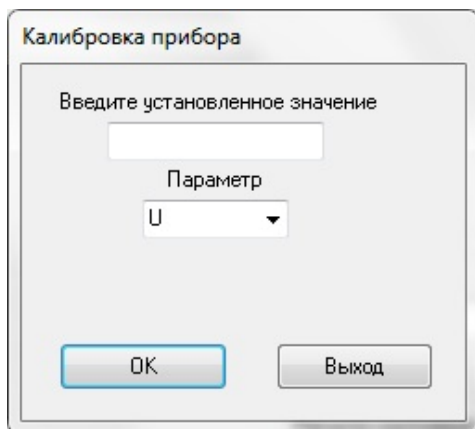 Калибровка прибора
Введите установленное значение
Параметр
U
OK
Выход